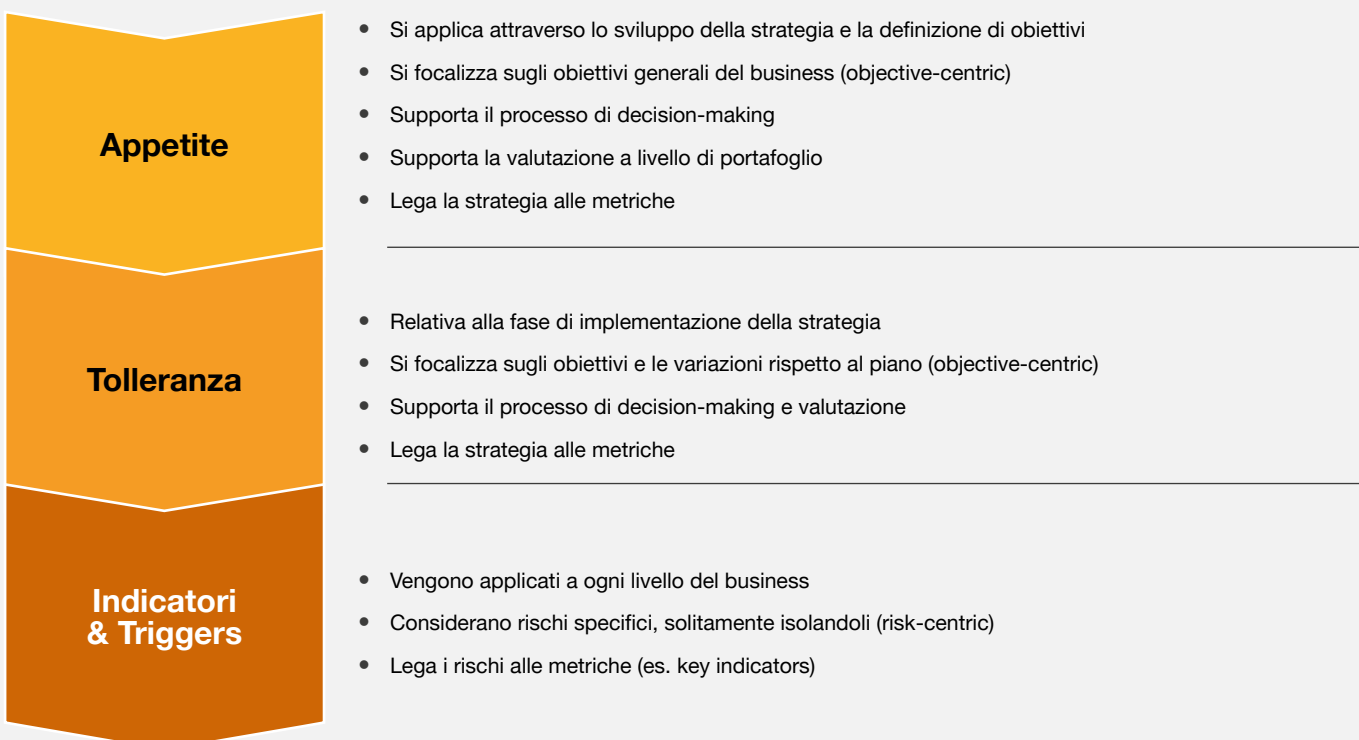 Appetite
• Si applica attraverso lo sviluppo della strategia e la definizione di obiettivi
• Si focalizza sugli obiettivi generali del business (objective-centric)
• Supporta il processo di decision-making
• Supporta la valutazione a livello di portafoglio
• Lega la strategia alle metriche
Tolleranza
• Relativa alla fase di implementazione della strategia
• Si focalizza sugli obiettivi e le variazioni rispetto al piano (objective-centric)
• Supporta il processo di decision-making e valutazione
• Lega la strategia alle metriche
Indicatori
& Triggers
• Vengono applicati a ogni livello del business
• Considerano rischi specifici, solitamente isolandoli (risk-centric)
• Lega i rischi alle metriche (es. key indicators)